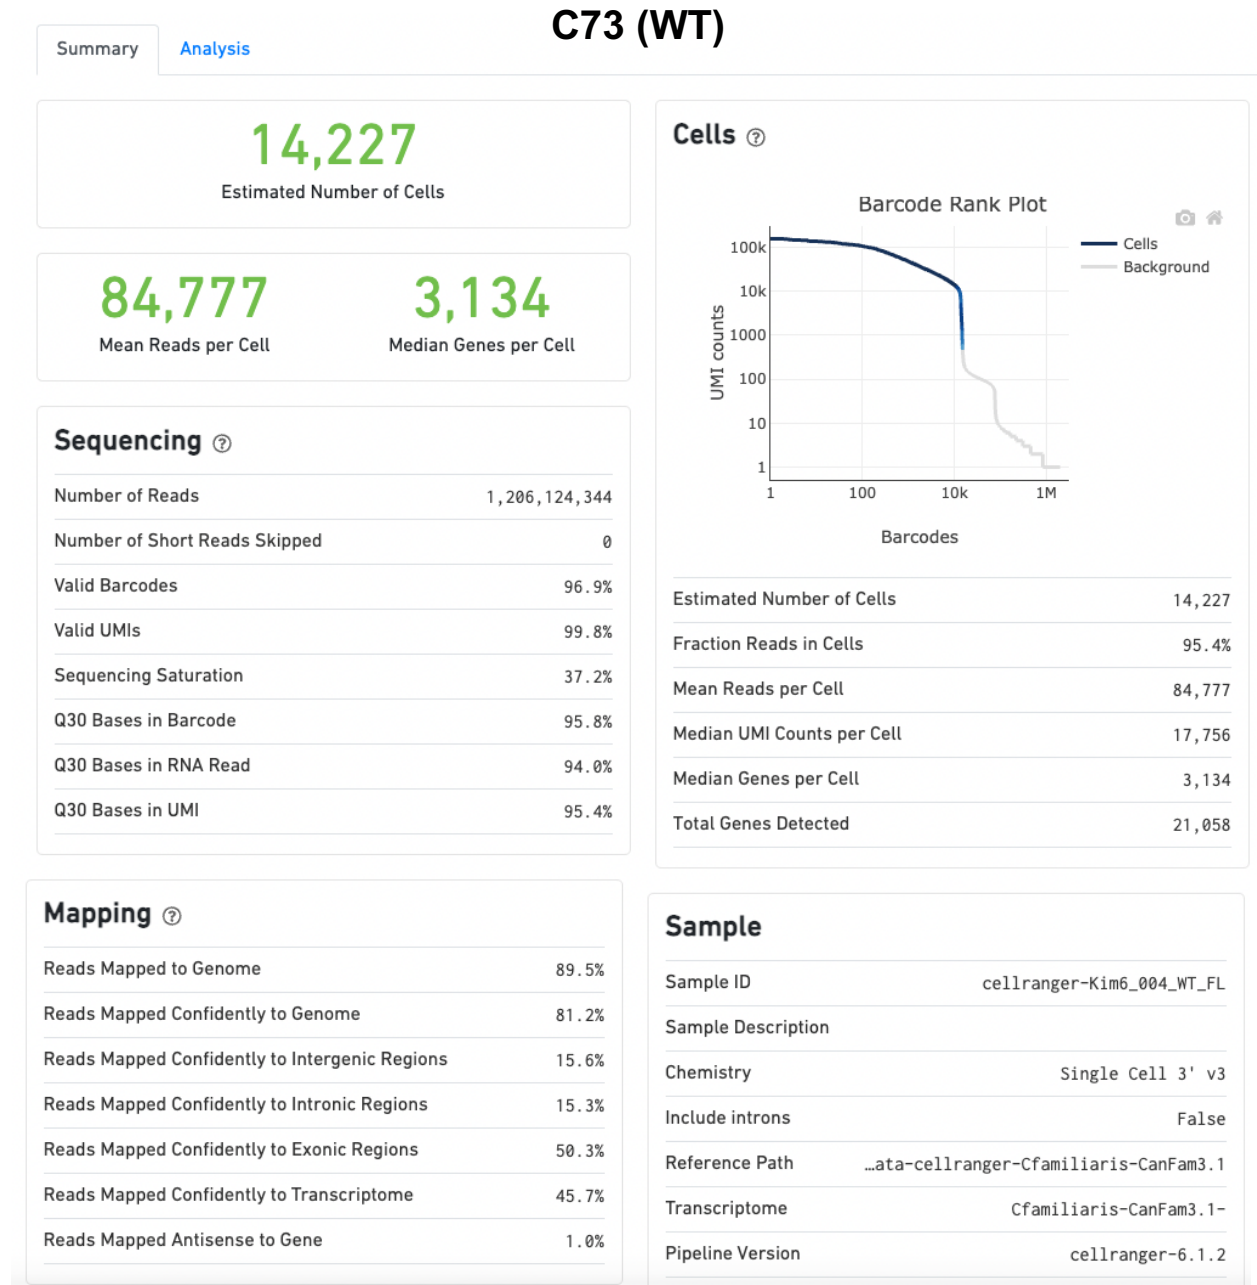 C73 (WT)
Summary
Analysis
14,227
Estimated Number of Cells
84,777
Mean Reads per Cell
3,134
Median Genes per Cell
Sequencing ?
Number of Reads 1,206,124,344
Number of Short Reads Skipped 0
Valid Barcodes 96.9%
Valid UMIs 99.8%
Sequencing Saturation 37.2%
Q30 Bases in Barcode 95.8%
Q30 Bases in RNA Read 94.0%
Q30 Bases in UMI 95.4%
Cells ?
Barcode Rank Plot
Cells
Background
UMI counts
100k
10k
1000
100
10
1
1 100 10k 1M
Barcodes
Estimated Number of Cells 14,227
Fraction Reads in Cells 95.4%
Mean Reads per Cell 84,777
Median UMI Counts per Cell 17,756
Median Genes per Cell 3,134
Total Genes Detected 21,058
Mapping ?
Reads Mapped to Genome 89.5%
Reads Mapped Confidently to Genome 81.2%
Reads Mapped Confidently to Intergenic Regions 15.6%
Reads Mapped Confidently to Intronic Regions 15.3%
Reads Mapped Confidently to Exonic Regions 50.3%
Reads Mapped Confidently to Transcriptome 45.7%
Reads Mapped Antisense to Gene 1.0%
Sample
Sample ID cellranger-Kim6_004_WT_FL
Sample Description
Chemistry Single Cell 3' v3
Include introns False
Reference Path …ata-cellranger-Cfamiliaris-CanFam3.1
Transcriptome Cfamiliaris-CanFam3.1-
Pipeline Version cellranger-6.1.2